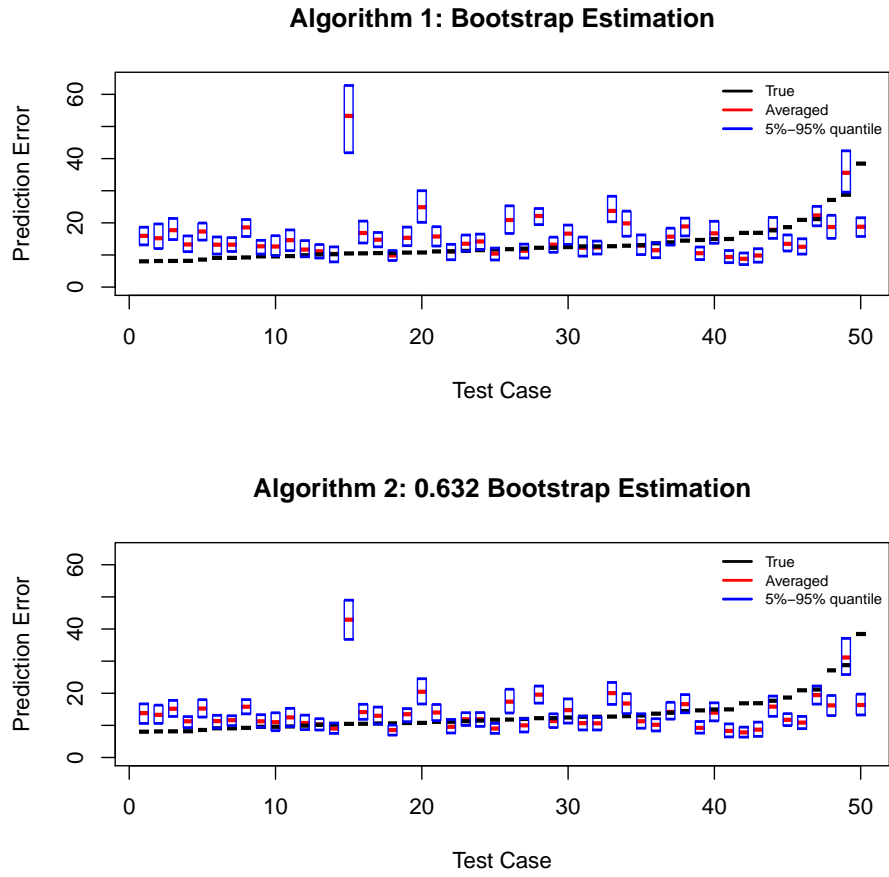 Algorithm 1: Bootstrap Estimation
Prediction Error
60
40
20
0
True
Averaged
5%−95% quantile
0 10 20 30 40 50
Test Case
Algorithm 2: 0.632 Bootstrap Estimation
Prediction Error
60
40
20
0
True
Averaged
5%−95% quantile
0 10 20 30 40 50
Test Case